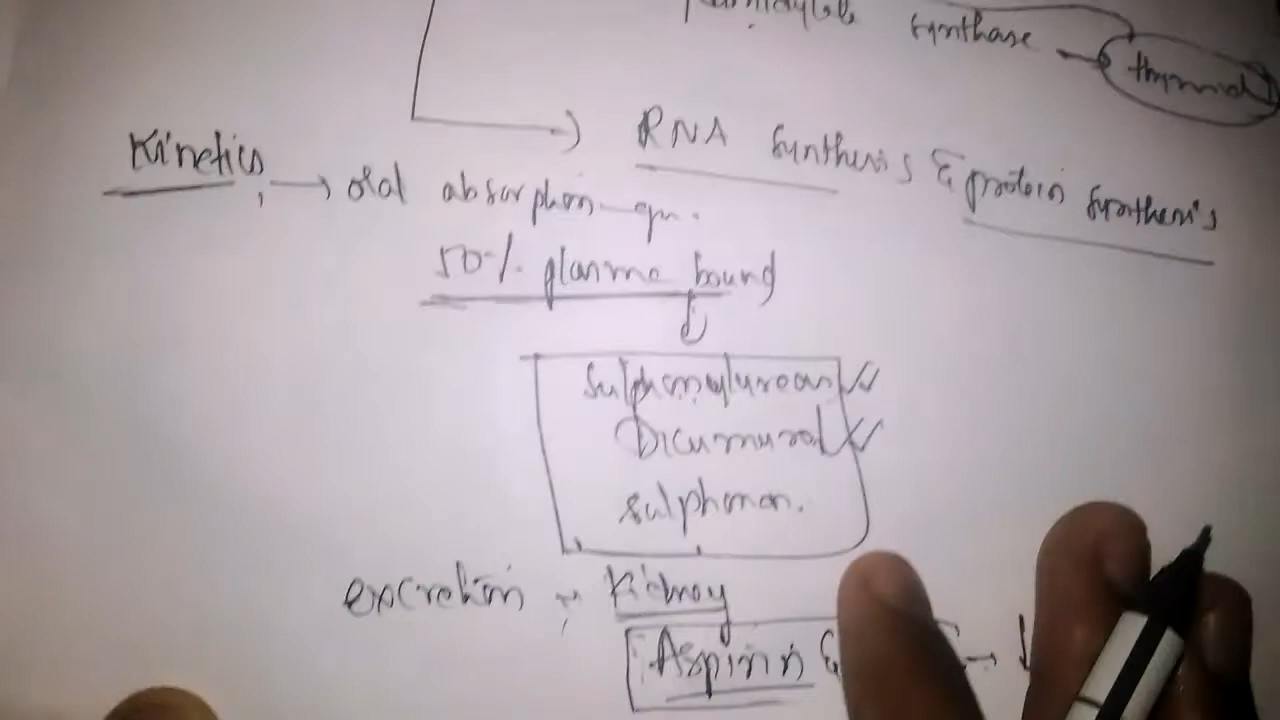 synthase
thymid
RNA synthesis & protein synthesis
Kinetics → oral absorption
50% plasma bound
Sulphonylureas
Dicumarol
sulphonam.
excretion Kidney
Aspirin &